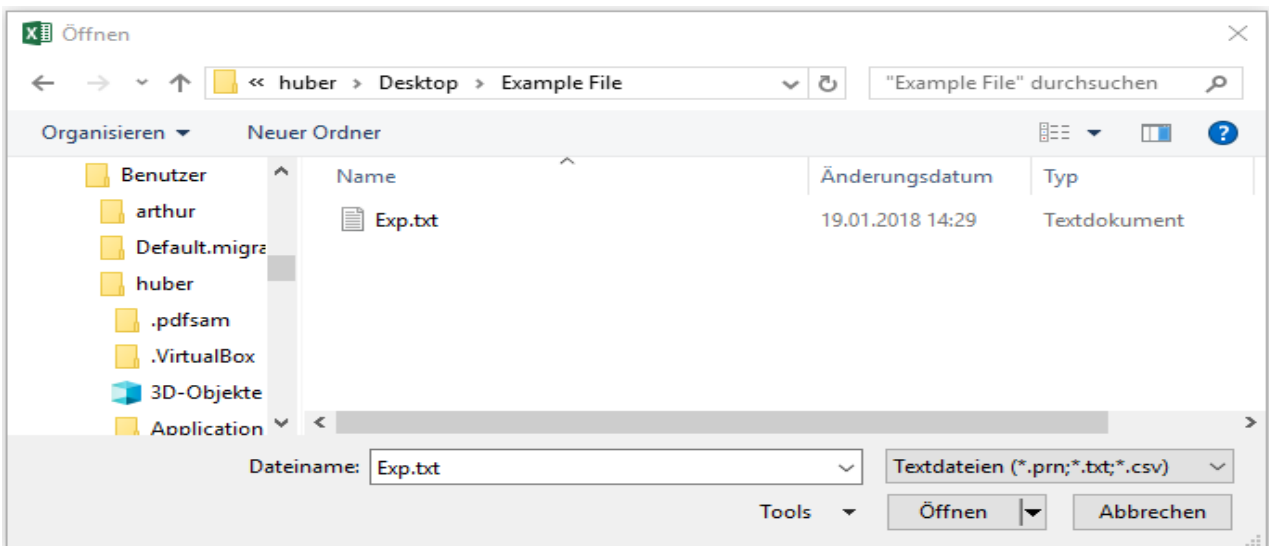 Öffnen
« huber > Desktop > Example File
"Example File" durchsuchen
Organisieren
Neuer Ordner
Benutzer
arthur
Default.migra
huber
.pdfsam
.VirtualBox
3D-Objekte
Application
Name Änderungsdatum Typ
Exp.txt 19.01.2018 14:29 Textdokument
Dateiname: Exp.txt Textdateien (*.prn;*.txt;*.csv)
Tools Öffnen Abbrechen